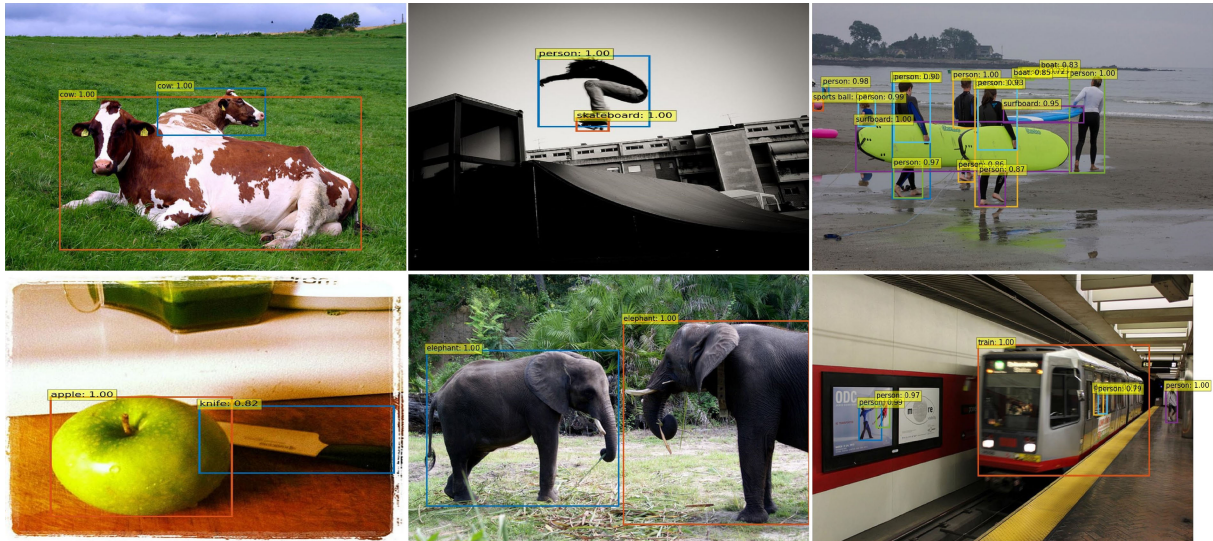 cow: 1.00
cow: 1.00
person: 1.00
skateboard: 1.00
boat: 0.83
boat: 0.85
person: 1.00
person: 0.98
person: 0.90
person: 1.00
person: 0.93
sports ball:
person: 0.99
surfboard: 0.95
surfboard: 1.00
person: 0.97
person: 0.86
person: 0.87
apple: 1.00
knife: 0.82
elephant: 1.00
elephant: 1.00
train: 1.00
person: 0.79
person: 1.00
person: 0.97
person:
ODC